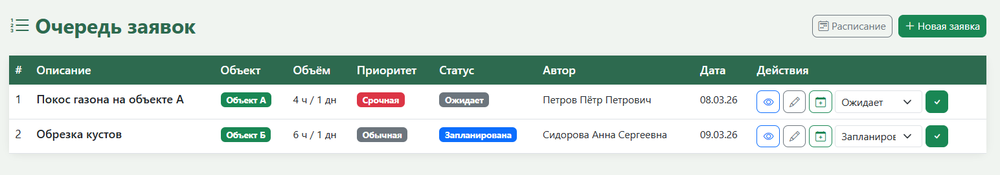 Очередь заявок
Расписание
Новая заявка
# Описание Объект Объём Приоритет Статус Автор Дата Действия
1 Покос газона на объекте А Объект А 4 ч / 1 дн Срочная Ожидает Петров Пётр Петрович 08.03.26 Ожидает
2 Обрезка кустов Объект Б 6 ч / 1 дн Обычная Запланирована Сидорова Анна Сергеевна 09.03.26 Запланиров